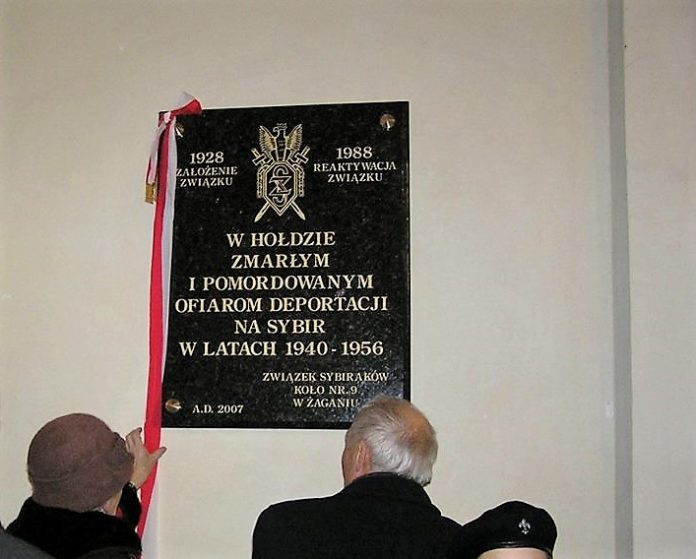 1928
ZAŁOŻENIE
ZWIĄZKU
1988
REAKTYWACJA
ZWIĄZKU
W HOŁDZIE
ZMARŁYM
I POMORDOWANYM
OFIAROM DEPORTACJI
NA SYBIR
W LATACH 1940 - 1956
ZWIĄZEK SYBIRAKÓW
KOŁO NR. 9
W ŻAGANIU
A.D. 2007